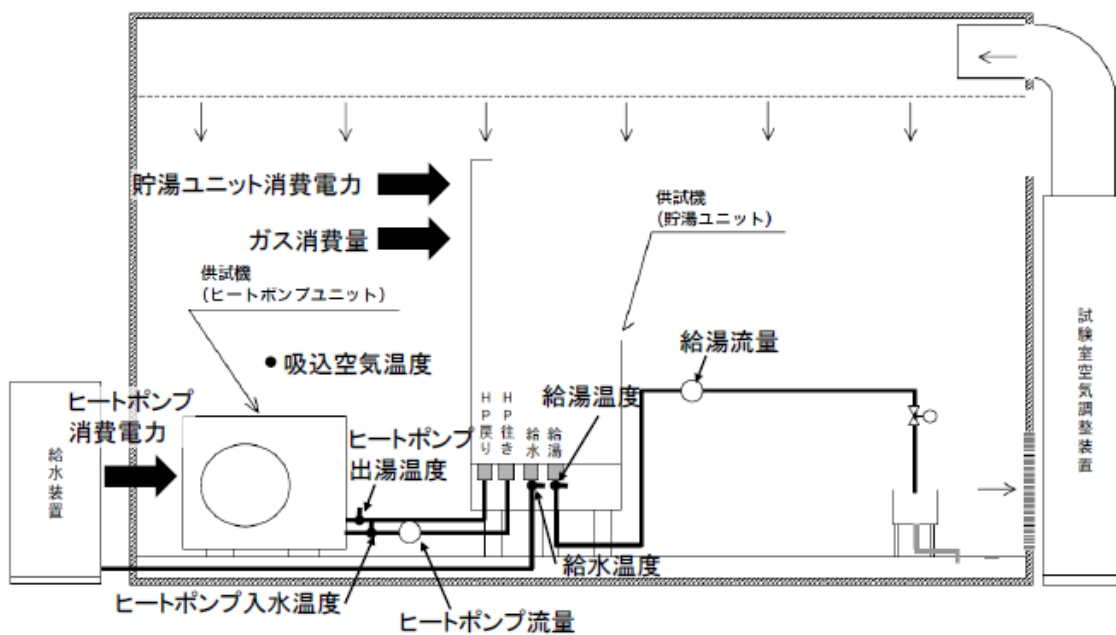 貯湯ユニット消費電力
ガス消費量
供試機
(貯湯ユニット)
供試機
(ヒートポンプユニット)
吸込空気温度
給湯流量
ヒートポンプ
消費電力
給水装置
HP戻り
HP往き
給水
給湯
給湯温度
ヒートポンプ
出湯温度
試験室空気調整装置
給水温度
ヒートポンプ入水温度
ヒートポンプ流量